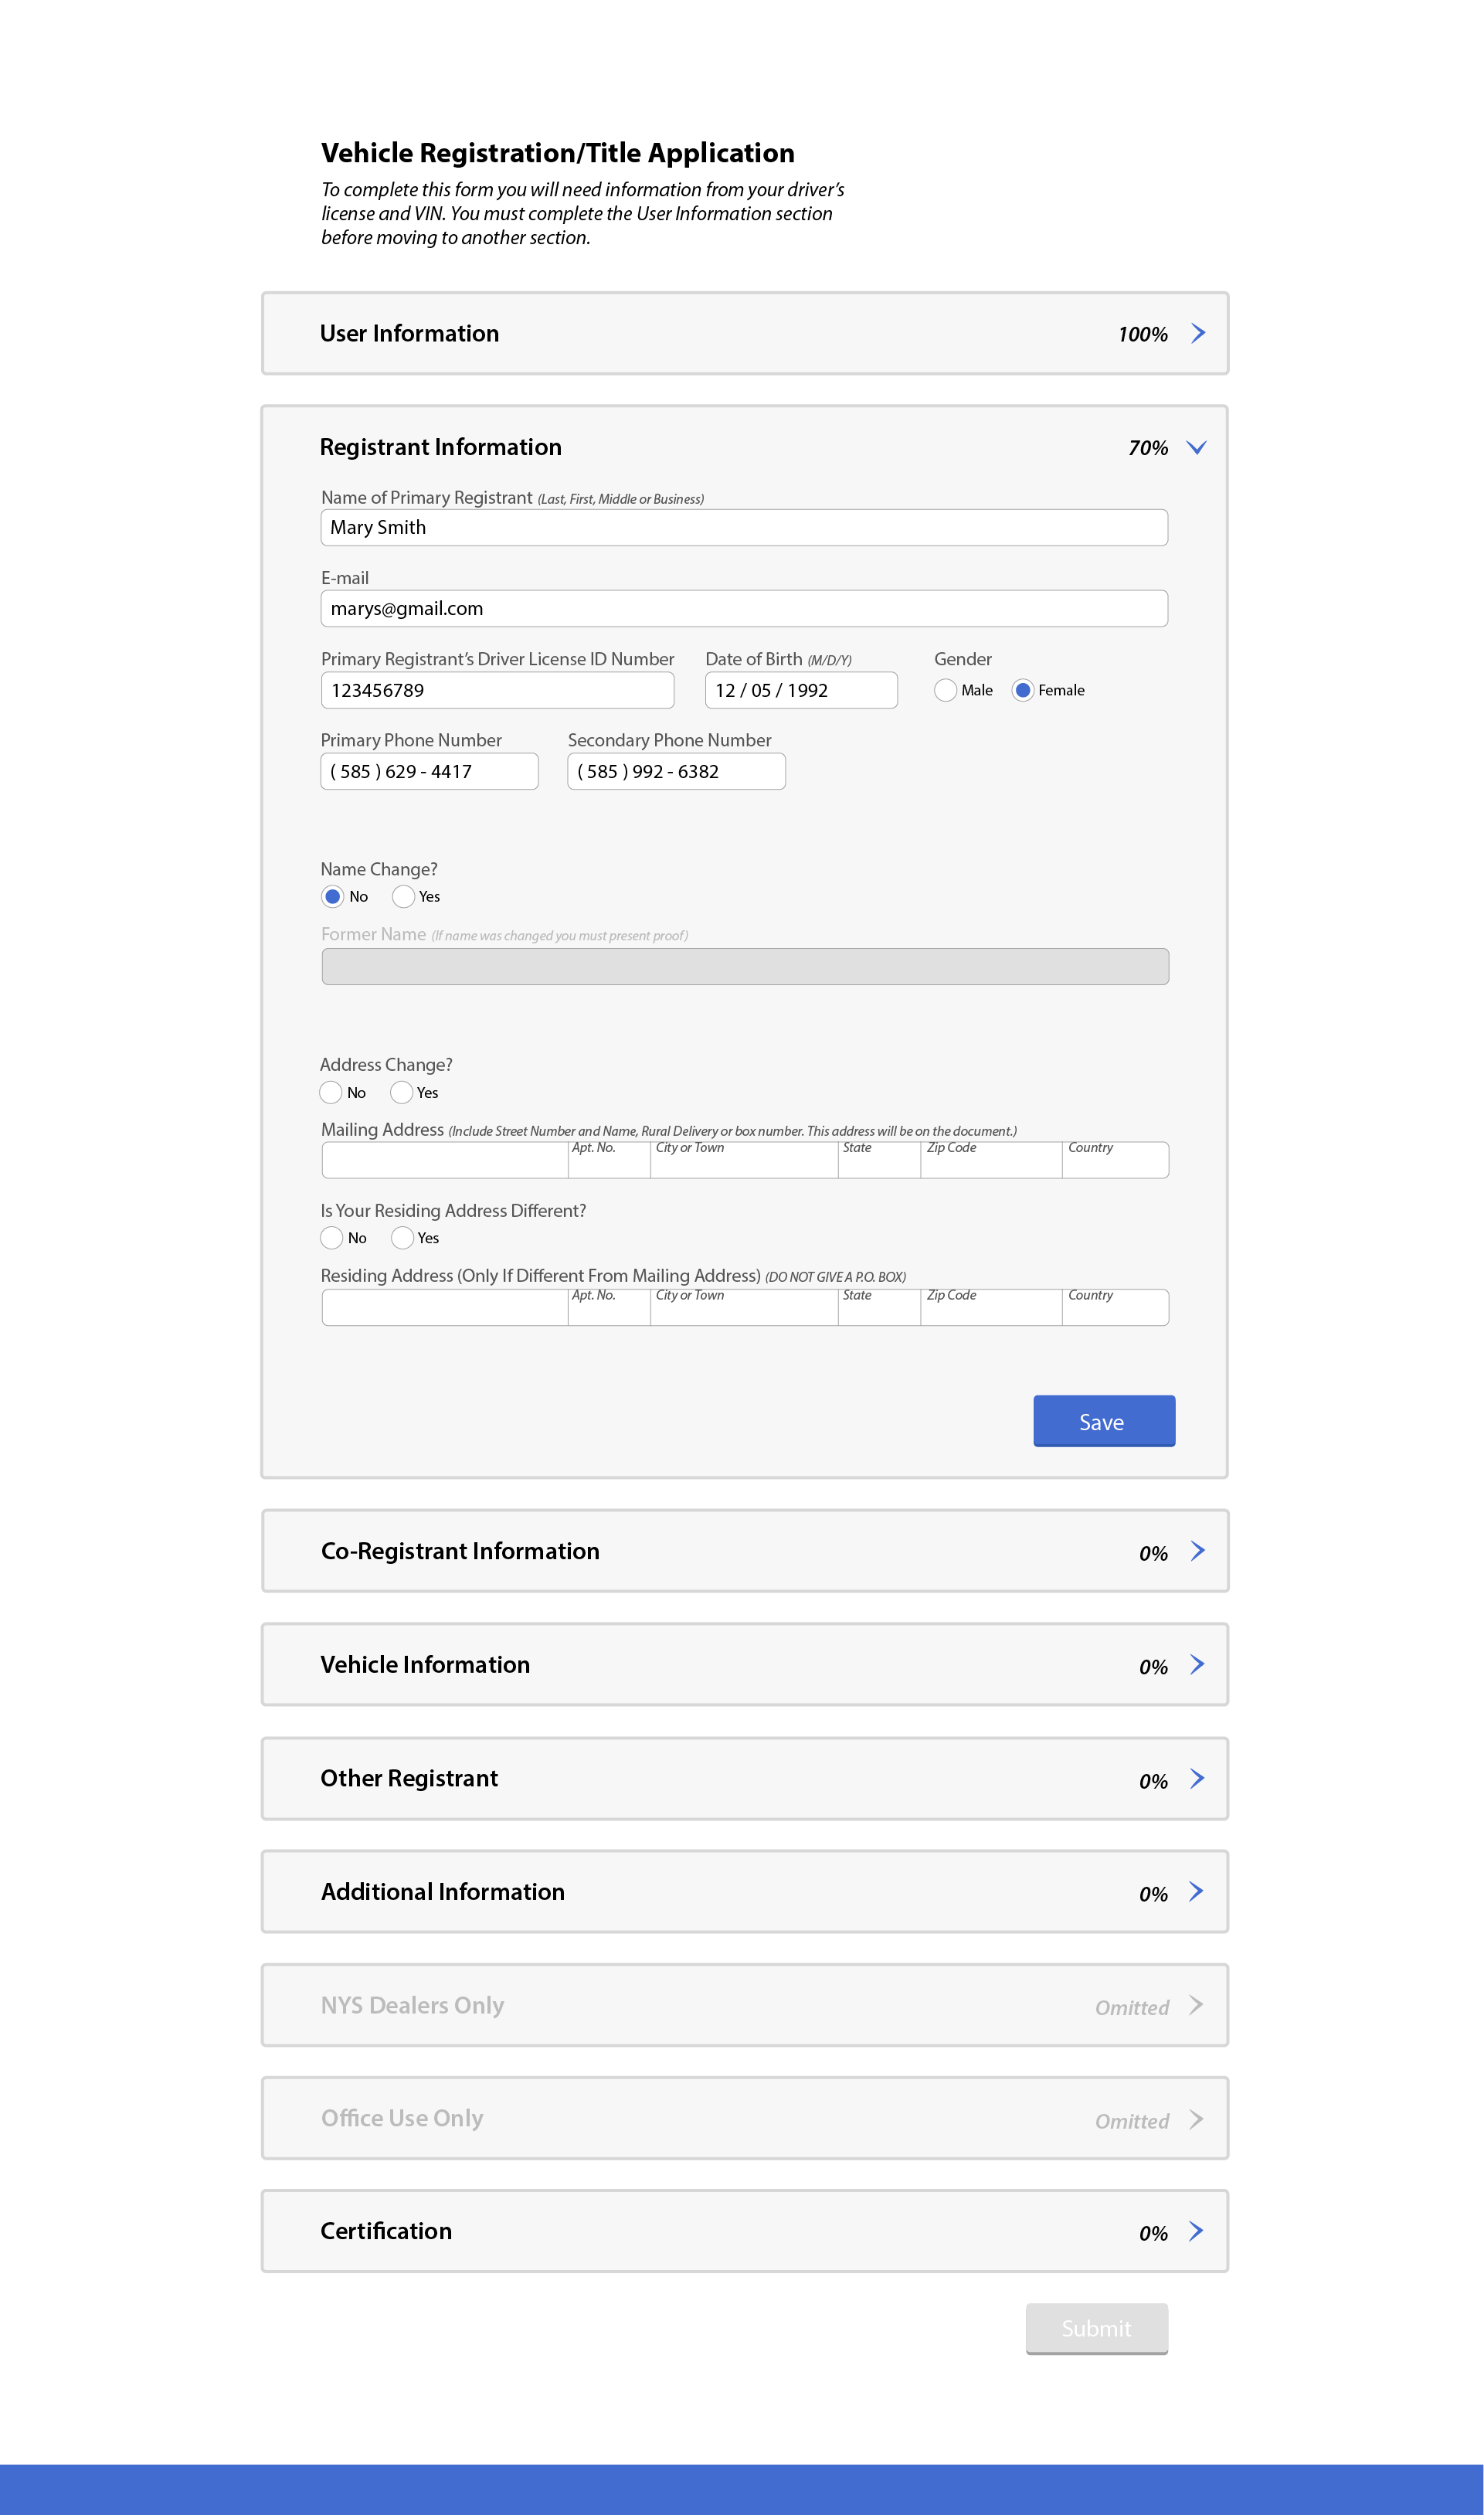 Vehicle Registration/Title Application
To complete this form you will need information from your driver's
license and VIN. You must complete the User Information section
before moving to another section.
User Information 100%
Registrant Information 70%
Name of Primary Registrant (Last, First, Middle or Business)
Mary Smith
E-mail
marys@gmail.com
Primary Registrant's Driver License ID Number Date of Birth (M/D/Y) Gender
123456789 12 / 05 / 1992 Male Female
Primary Phone Number Secondary Phone Number
( 585 ) 629 - 4417 ( 585 ) 992 - 6382
Name Change?
No Yes
Former Name (If name was changed you must present proof)
Address Change?
No Yes
Mailing Address (Include Street Number and Name, Rural Delivery or box number. This address will be on the document.)
Apt. No. City or Town State Zip Code Country
Is Your Residing Address Different?
No Yes
Residing Address (Only If Different From Mailing Address) (DO NOT GIVE A P.O. BOX)
Apt. No. City or Town State Zip Code Country
Save
Co-Registrant Information 0%
Vehicle Information 0%
Other Registrant 0%
Additional Information 0%
NYS Dealers Only Omitted
Office Use Only Omitted
Certification 0%
Submit